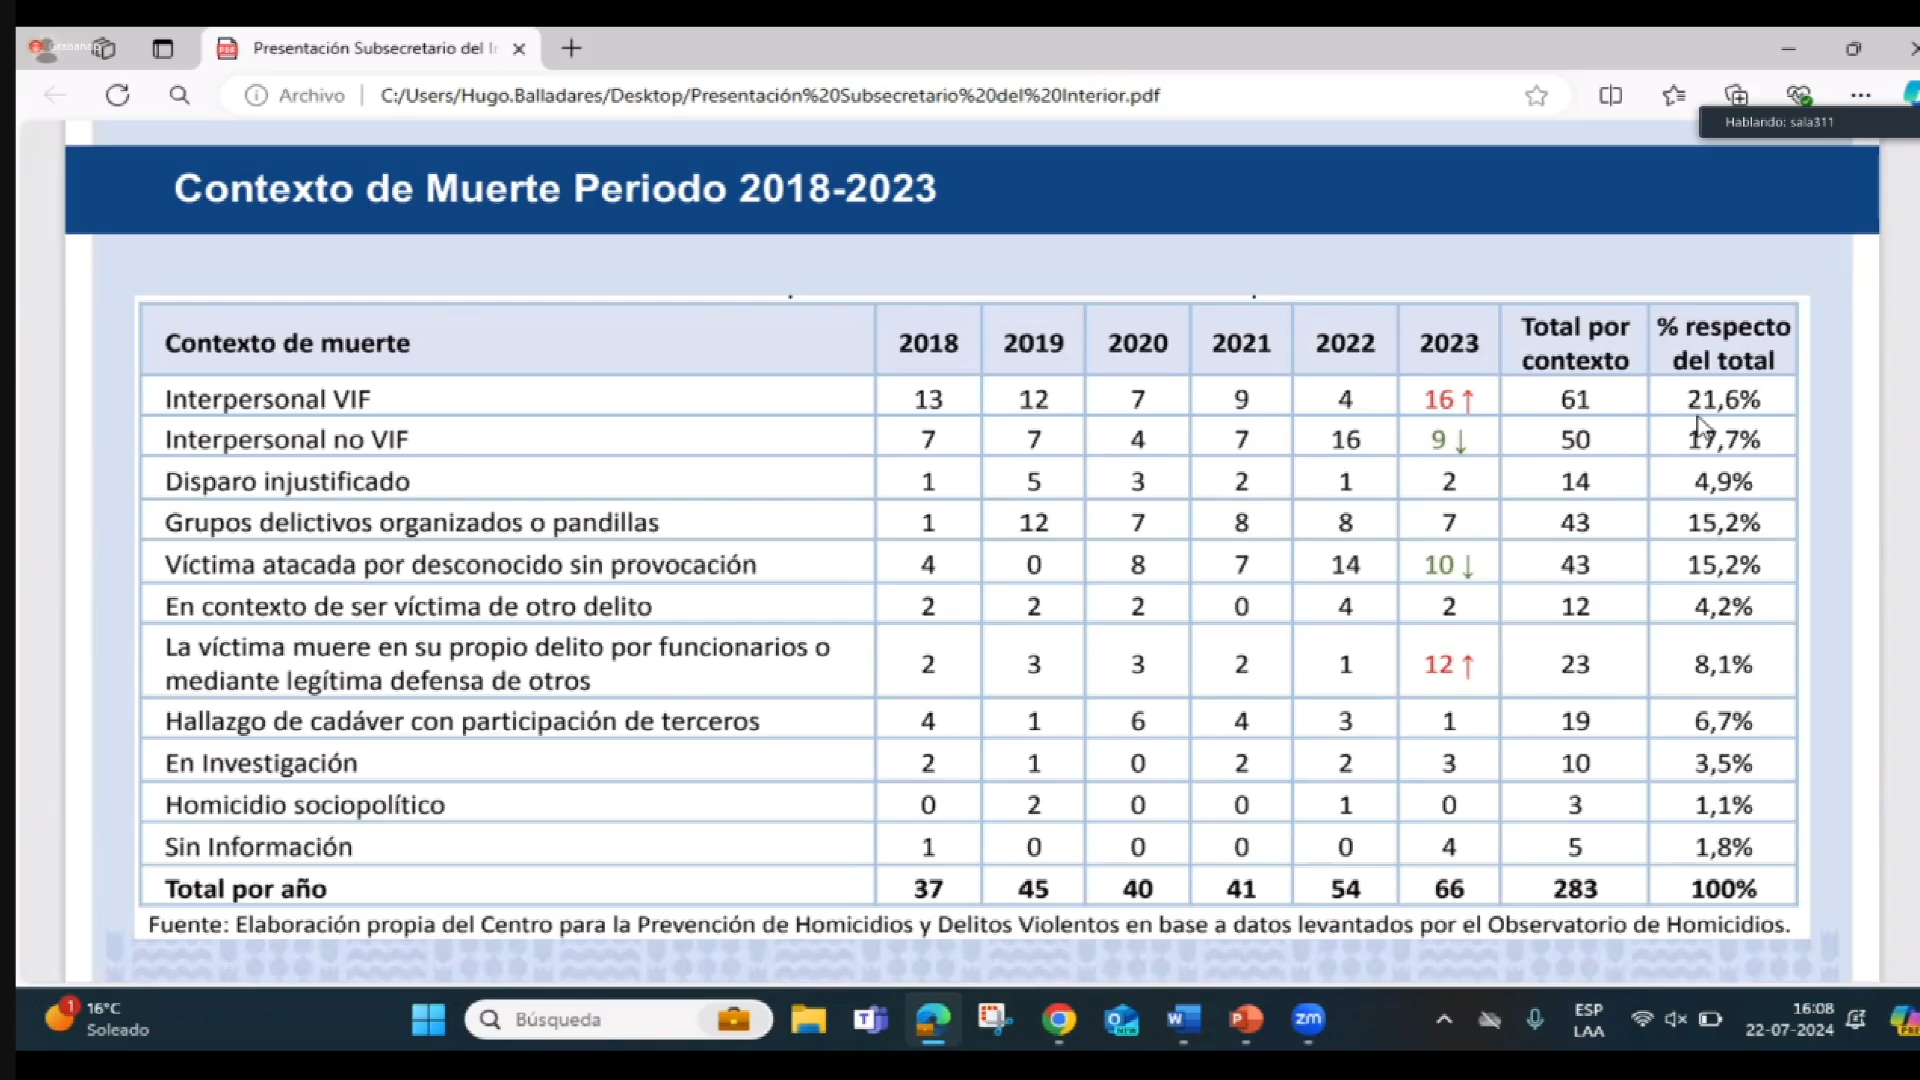 Grabando
Presentación Subsecretario del In
Archivo C:/Users/Hugo.Balladares/Desktop/Presentación%20Subsecretario%20del%20Interior.pdf
Hablando: sala311
Contexto de Muerte Periodo 2018-2023
Contexto de muerte 2018 2019 2020 2021 2022 2023 Total por contexto % respecto del total
Interpersonal VIF 13 12 7 9 4 16 ↑ 61 21,6%
Interpersonal no VIF 7 7 4 7 16 9 ↓ 50 17,7%
Disparo injustificado 1 5 3 2 1 2 14 4,9%
Grupos delictivos organizados o pandillas 1 12 7 8 8 7 43 15,2%
Víctima atacada por desconocido sin provocación 4 0 8 7 14 10 ↓ 43 15,2%
En contexto de ser víctima de otro delito 2 2 2 0 4 2 12 4,2%
La víctima muere en su propio delito por funcionarios o
mediante legítima defensa de otros 2 3 3 2 1 12 ↑ 23 8,1%
Hallazgo de cadáver con participación de terceros 4 1 6 4 3 1 19 6,7%
En Investigación 2 1 0 2 2 3 10 3,5%
Homicidio sociopolítico 0 2 0 0 1 0 3 1,1%
Sin Información 1 0 0 0 0 4 5 1,8%
Total por año 37 45 40 41 54 66 283 100%
Fuente: Elaboración propia del Centro para la Prevención de Homicidios y Delitos Violentos en base a datos levantados por el Observatorio de Homicidios.
1
16°C
Soleado
Búsqueda
zm
ESP
LAA
16:08
22-07-2024